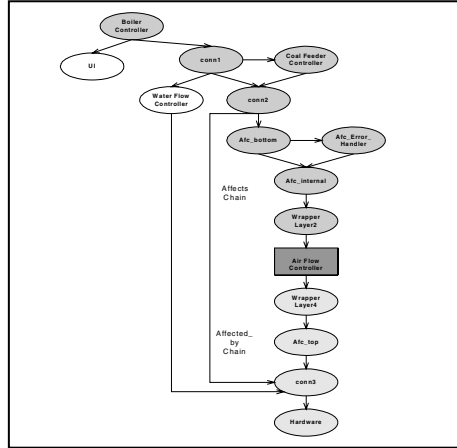 Boiler
Controller
UI
conn1
Coal Feeder
Controller
Water Flow
Controller
conn2
Afc_bottom
Afc_Error_
Handler
Afc_internal
Affects
Chain
Wrapper
Layer2
Air Flow
Controller
Wrapper
Layer4
Affected_
by
Chain
Afc_top
conn3
Hardware